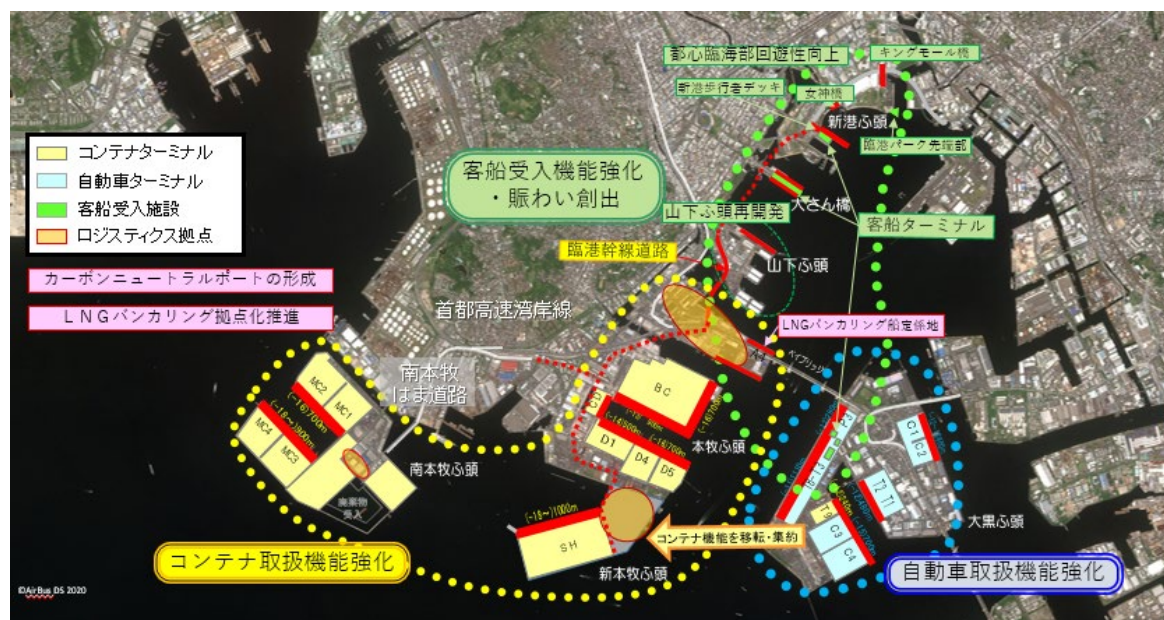 都心臨海部回遊性向上
キングモール橋
新港歩行者デッキ
女神橋
新港ふ頭
臨港パーク先端部
コンテナターミナル
自動車ターミナル
客船受入施設
ロジスティクス拠点
客船受入機能強化
・賑わい創出
大さん橋
山下ふ頭再開発
客船ターミナル
臨港幹線道路
山下ふ頭
カーボンニュートラルポートの形成
首都高速湾岸線
LNGバンカリング拠点化推進
LNGバンカリング船定係地
ベイブリッジ
A4
南本牧
はま道路
MC2
MC1
(-16)700m
MC4
MC3
(-18~)900m
BC
(-16)700m
D1
D4
D5
(-16)700m
本牧ふ頭
南本牧ふ頭
廃棄物
受入
C1
C2
T2
T1
T9
C3
C4
大黒ふ頭
(-18~)1000m
SH
コンテナ機能を移転・集約
新本牧ふ頭
コンテナ取扱機能強化
自動車取扱機能強化
©AirBus DS 2020